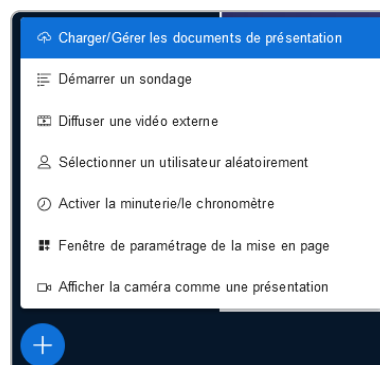 Charger/Gérer les documents de présentation
Démarrer un sondage
Diffuser une vidéo externe
Sélectionner un utilisateur aléatoirement
Activer la minuterie/le chronomètre
Fenêtre de paramétrage de la mise en page
Afficher la caméra comme une présentation